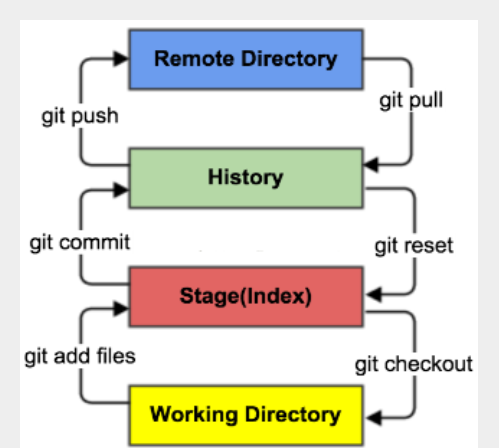 Remote Directory
git push
git pull
History
git commit
git reset
Stage(Index)
git add files
git checkout
Working Directory